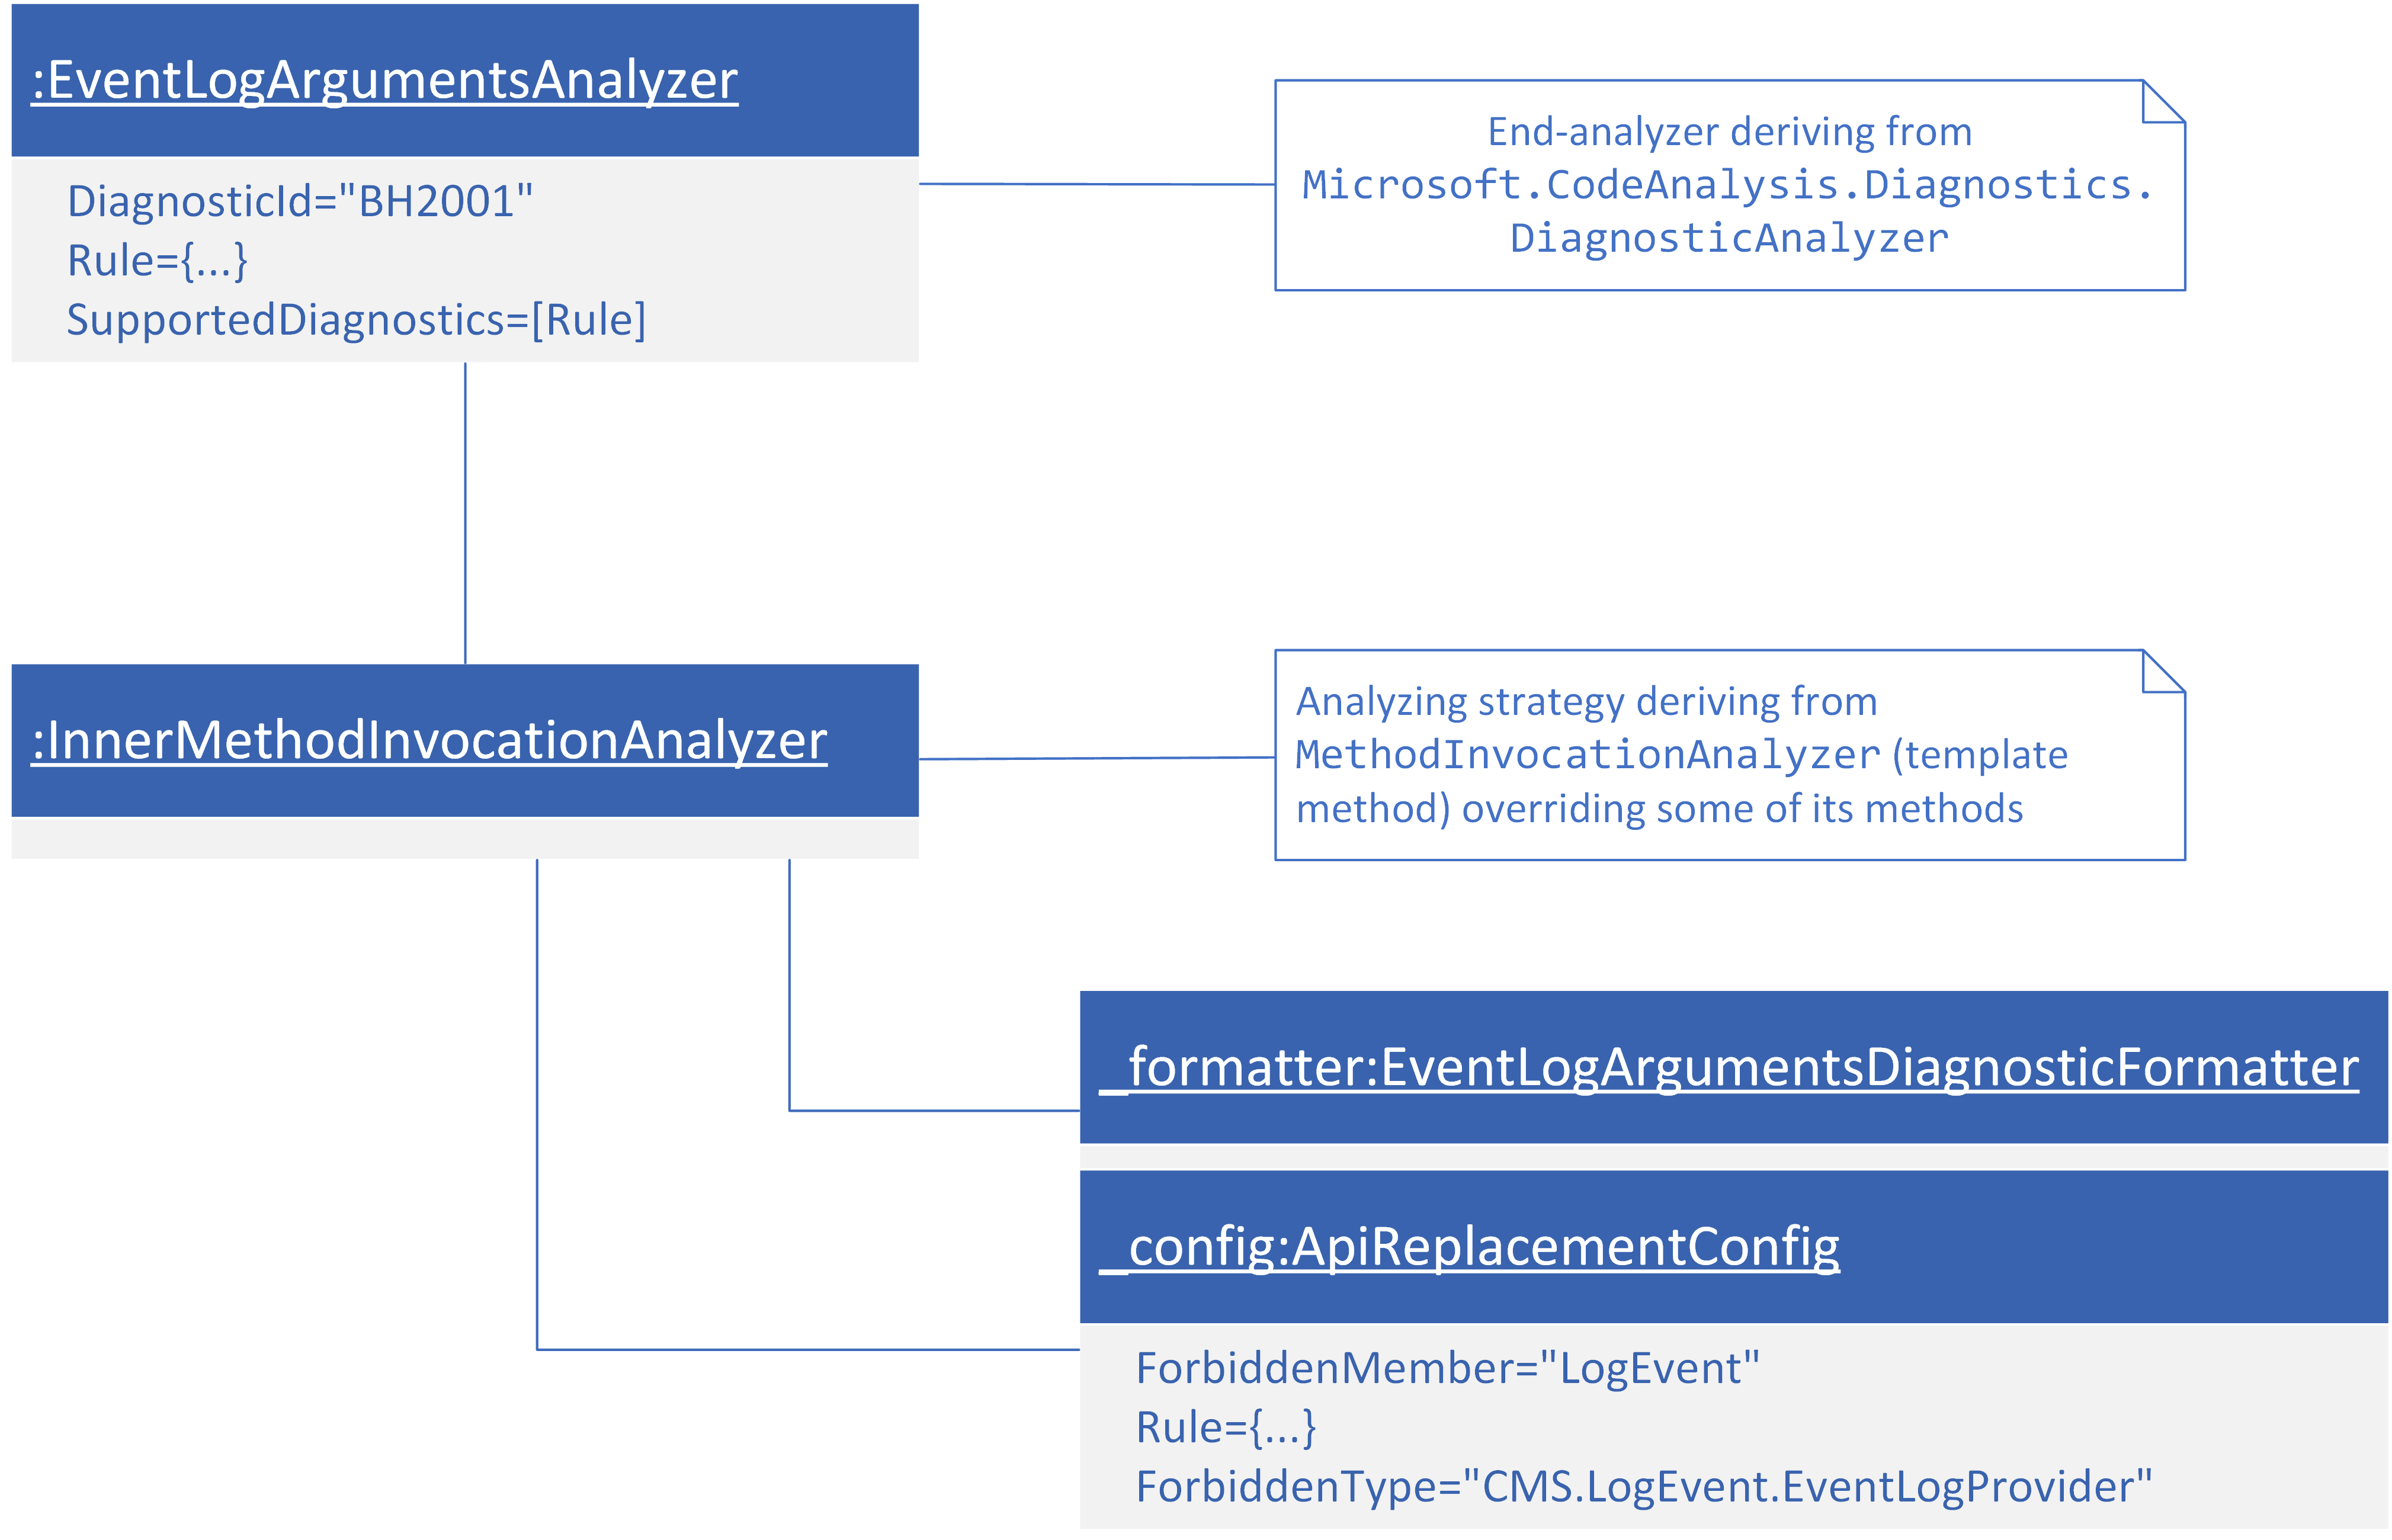 :EventLogArgumentsAnalyzer
DiagnosticId="BH2001"
Rule={...}
SupportedDiagnostics=[Rule]
End-analyzer deriving from
Microsoft.CodeAnalysis.Diagnostics.
DiagnosticAnalyzer
:InnerMethodInvocationAnalyzer
Analyzing strategy deriving from
MethodInvocationAnalyzer (template
method) overriding some of its methods
_formatter:EventLogArgumentsDiagnosticFormatter
_config:ApiReplacementConfig
ForbiddenMember="LogEvent"
Rule={...}
ForbiddenType="CMS.LogEvent.EventLogProvider"